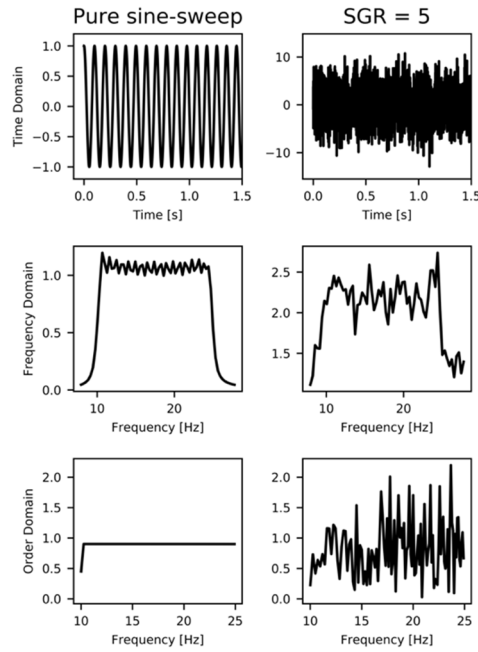 Pure sine-sweep SGR = 5
Time Domain
1.0
0.5
0.0
−0.5
−1.0
0.0 0.5 1.0 1.5
Time [s]
10
0
−10
0.0 0.5 1.0 1.5
Time [s]
Frequency Domain
1.0
0.5
0.0
10 20
Frequency [Hz]
2.5
2.0
1.5
10 20
Frequency [Hz]
Order Domain
2.0
1.5
1.0
0.5
0.0
10 15 20 25
Frequency [Hz]
2.0
1.5
1.0
0.5
0.0
10 15 20 25
Frequency [Hz]